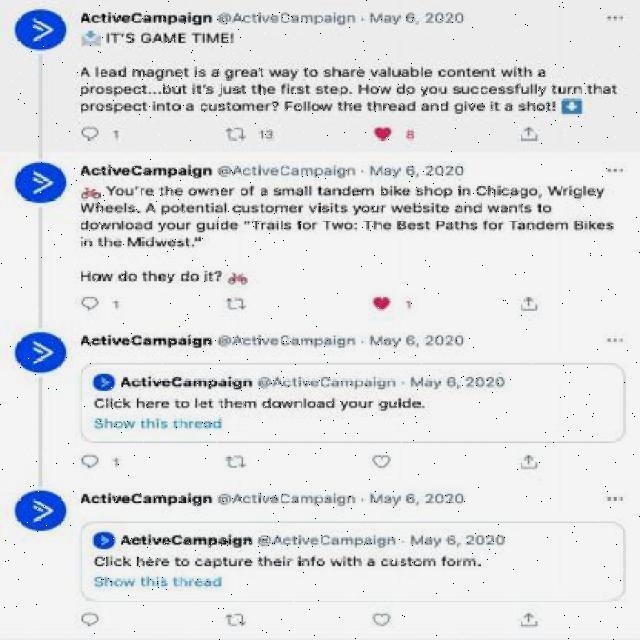 ActiveCampaign @ActiveCampaign · May 6, 2020
📩 IT'S GAME TIME!
A lead magnet is a great way to share valuable content with a
prospect...but it's just the first step. How do you successfully turn that
prospect into a customer? Follow the thread and give it a shot! ⬇️
1 13 8
ActiveCampaign @ActiveCampaign · May 6, 2020
🚲 You're the owner of a small tandem bike shop in Chicago, Wrigley
Wheels. A potential customer visits your website and wants to
download your guide "Trails for Two: The Best Paths for Tandem Bikes
in the Midwest."
How do they do it? 🚲
1 1
ActiveCampaign @ActiveCampaign · May 6, 2020
ActiveCampaign @ActiveCampaign · May 6, 2020
Click here to let them download your guide.
Show this thread
1
ActiveCampaign @ActiveCampaign · May 6, 2020
ActiveCampaign @ActiveCampaign · May 6, 2020
Click here to capture their info with a custom form.
Show this thread